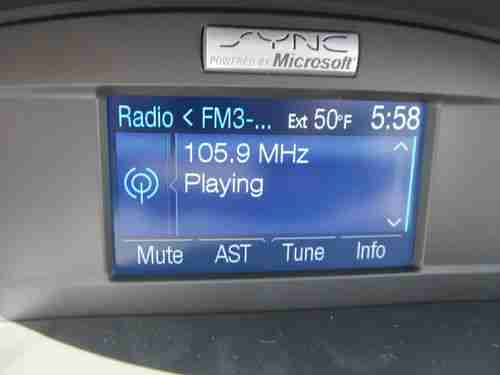 SYNC
POWERED BY Microsoft
Radio < FM3-... Ext 50°F 5:58
105.9 MHz
Playing
Mute AST Tune Info